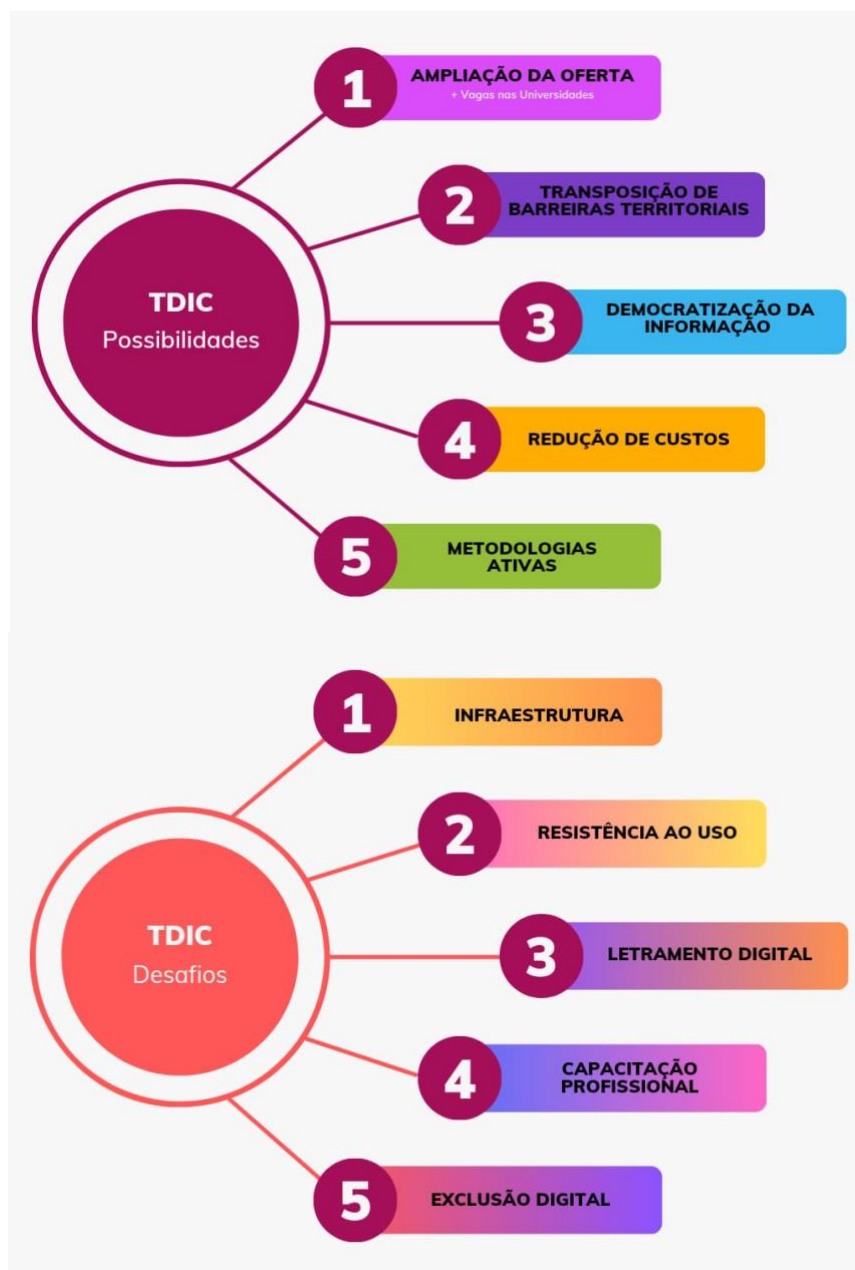 1
AMPLIAÇÃO DA OFERTA
+ Vagas nas Universidades
2
TRANSPOSIÇÃO DE
BARREIRAS TERRITORIAIS
TDIC
Possibilidades
3
DEMOCRATIZAÇÃO DA
INFORMAÇÃO
4
REDUÇÃO DE CUSTOS
5
METODOLOGIAS
ATIVAS
1
INFRAESTRUTURA
2
RESISTÊNCIA AO USO
TDIC
Desafios
3
LETRAMENTO DIGITAL
4
CAPACITAÇÃO
PROFISSIONAL
5
EXCLUSÃO DIGITAL